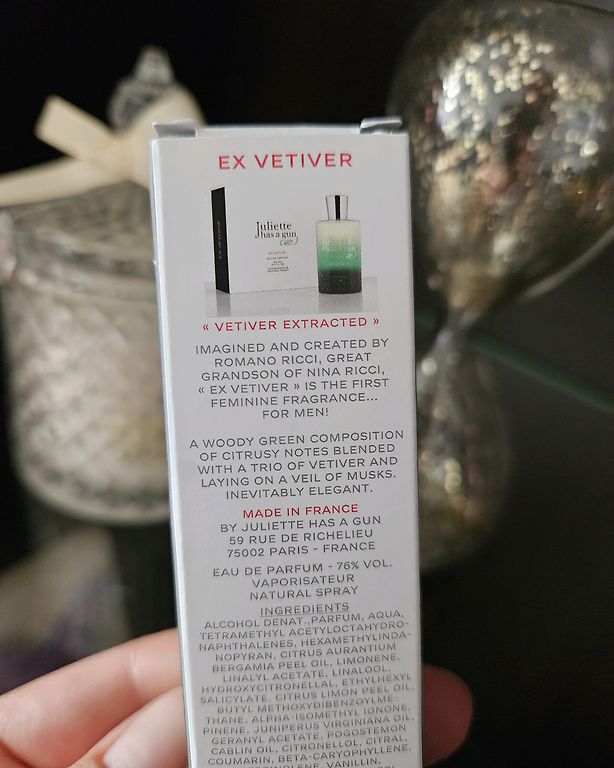 EX VETIVER
Juliette
has a gun
« VETIVER EXTRACTED »
IMAGINED AND CREATED BY
ROMANO RICCI, GREAT
GRANDSON OF NINA RICCI,
« EX VETIVER » IS THE FIRST
FEMININE FRAGRANCE...
FOR MEN!
A WOODY GREEN COMPOSITION
OF CITRUSY NOTES BLENDED
WITH A TRIO OF VETIVER AND
LAYING ON A VEIL OF MUSKS.
INEVITABLY ELEGANT.
MADE IN FRANCE
BY JULIETTE HAS A GUN
59 RUE DE RICHELIEU
75002 PARIS - FRANCE
EAU DE PARFUM - 76% VOL.
VAPORISATEUR
NATURAL SPRAY
INGREDIENTS
ALCOHOL DENAT.,PARFUM, AQUA,
TETRAMETHYL ACETYLOCTAHYDRO-
NAPHTHALENES, HEXAMETHYLINDA-
NOPYRAN, CITRUS AURANTIUM
BERGAMIA PEEL OIL, LIMONENE,
LINALYL ACETATE, LINALOOL,
HYDROXYCITRONELLAL, ETHYLHEXYL
SALICYLATE, CITRUS LIMON PEEL OIL,
BUTYL METHOXYDIBENZOYLME-
THANE, ALPHA-ISOMETHYL IONONE,
PINENE, JUNIPERUS VIRGINIANA OIL,
GERANYL ACETATE, POGOSTEMON
CABLIN OIL, CITRONELLOL, CITRAL,
COUMARIN, BETA-CARYOPHYLLENE,
VANILLIN,